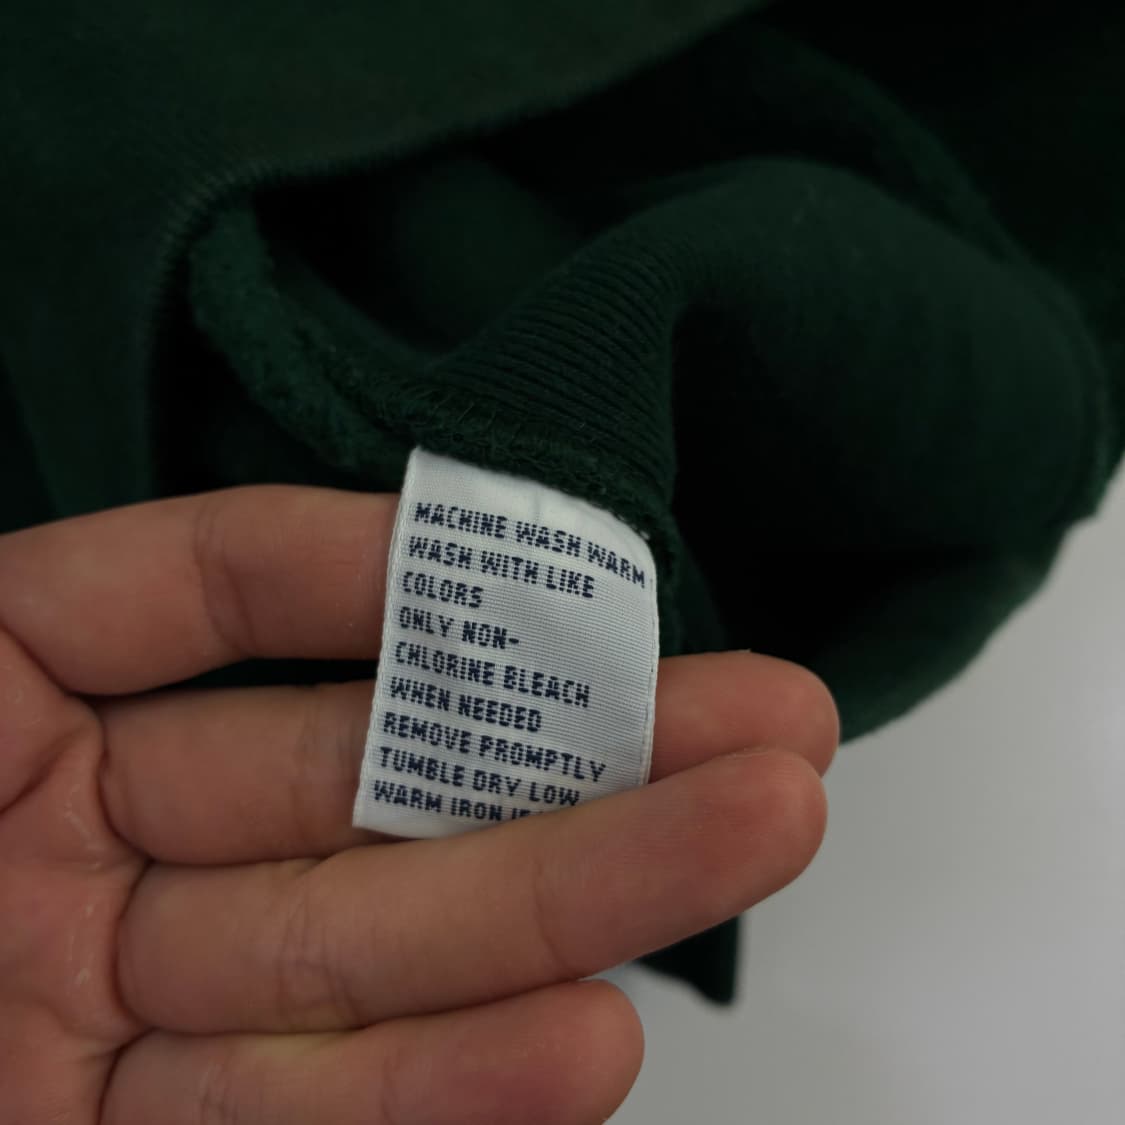 MACHINE WASH WARM
WASH WITH LIKE
COLORS
ONLY NON-
CHLORINE BLEACH
WHEN NEEDED
REMOVE PROMPTLY
TUMBLE DRY LOW
WARM IRON